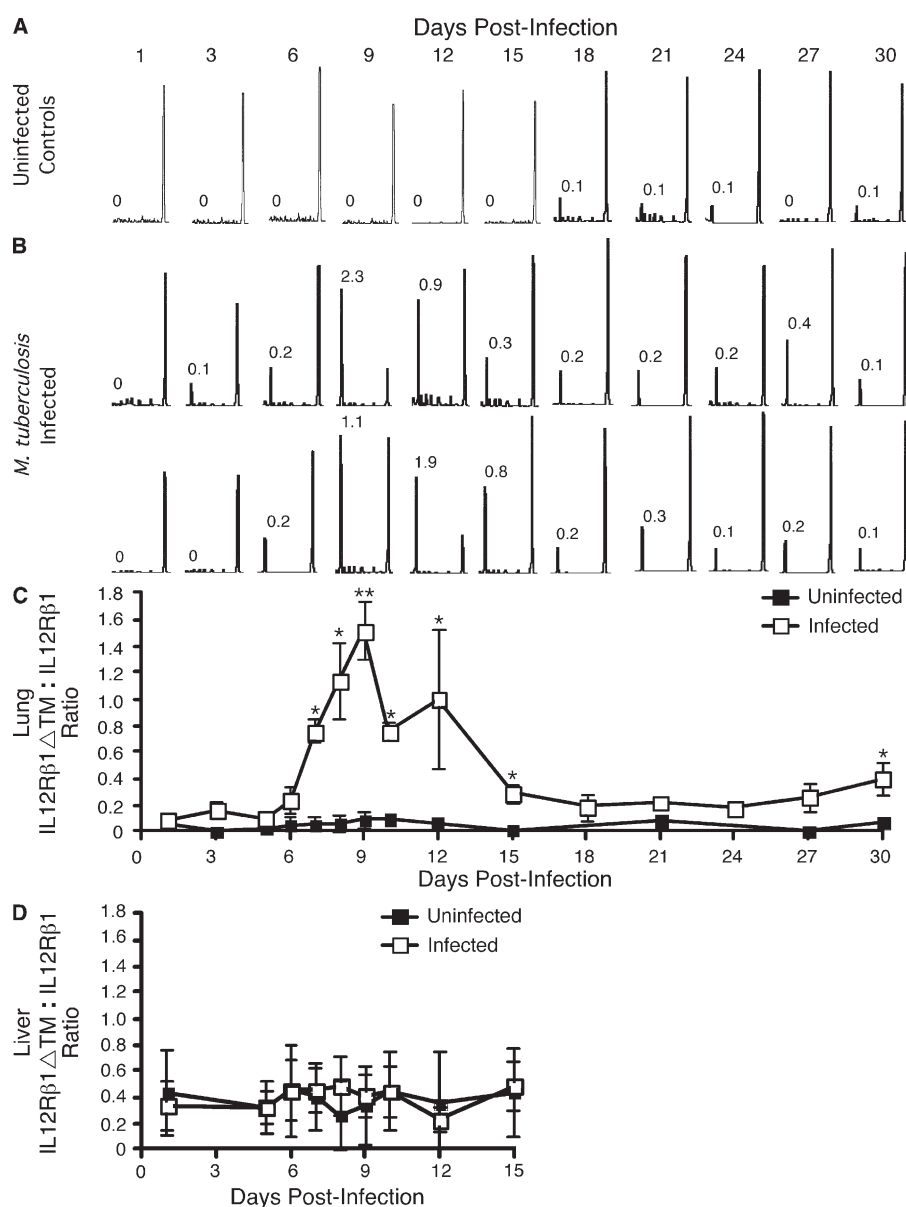 A
Days Post-Infection
1 3 6 9 12 15 18 21 24 27 30
Uninfected
Controls
0 0 0 0 0 0 0.1 0.1 0.1 0 0.1
B
M. tuberculosis
Infected
0 0.1 0.2 2.3 0.9 0.3 0.2 0.2 0.2 0.4 0.1
0 0 0.2 1.1 1.9 0.8 0.2 0.3 0.1 0.2 0.1
C
Lung
IL12Rβ1△TM : IL12Rβ1
Ratio
1.8
1.6
1.4
1.2
1.0
0.8
0.6
0.4
0.2
0
* * ** * * * *
Uninfected
Infected
0 3 6 9 12 15 18 21 24 27 30
Days Post-Infection
D
Liver
IL12Rβ1△TM : IL12Rβ1
Ratio
1.8
1.6
1.4
1.2
1.0
0.8
0.6
0.4
0.2
0
Uninfected
Infected
0 3 6 9 12 15
Days Post-Infection